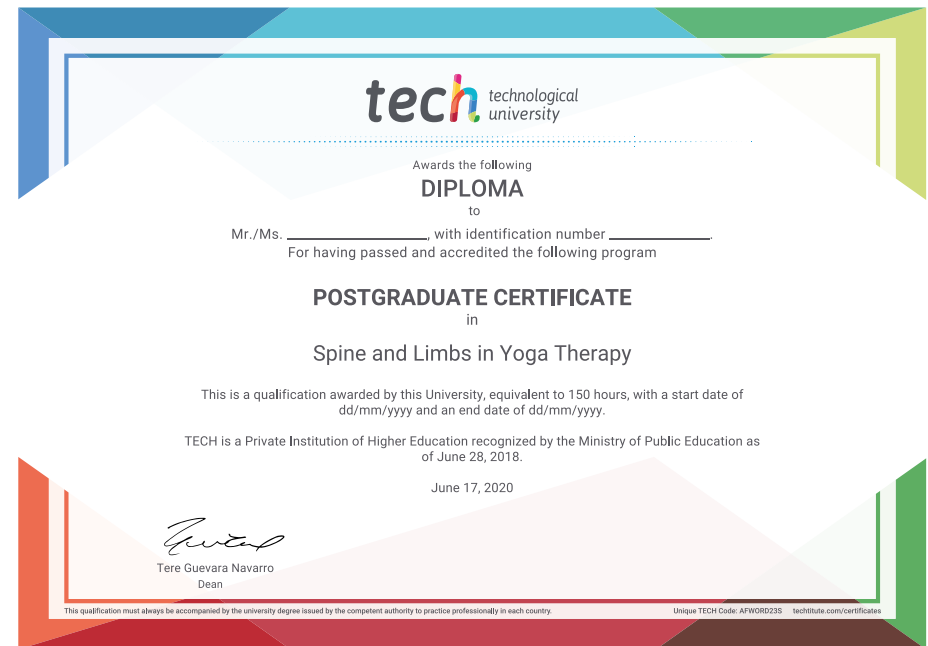 tech technological
university
Awards the following
DIPLOMA
to
Mr./Ms. ____________________, with identification number ______________.
For having passed and accredited the following program
POSTGRADUATE CERTIFICATE
in
Spine and Limbs in Yoga Therapy
This is a qualification awarded by this University, equivalent to 150 hours, with a start date of
dd/mm/yyyy and an end date of dd/mm/yyyy.
TECH is a Private Institution of Higher Education recognized by the Ministry of Public Education as
of June 28, 2018.
June 17, 2020
Tere Guevara Navarro
Dean
This qualification must always be accompanied by the university degree issued by the competent authority to practice professionally in each country. Unique TECH Code: AFWORD23S techtitute.com/certificates